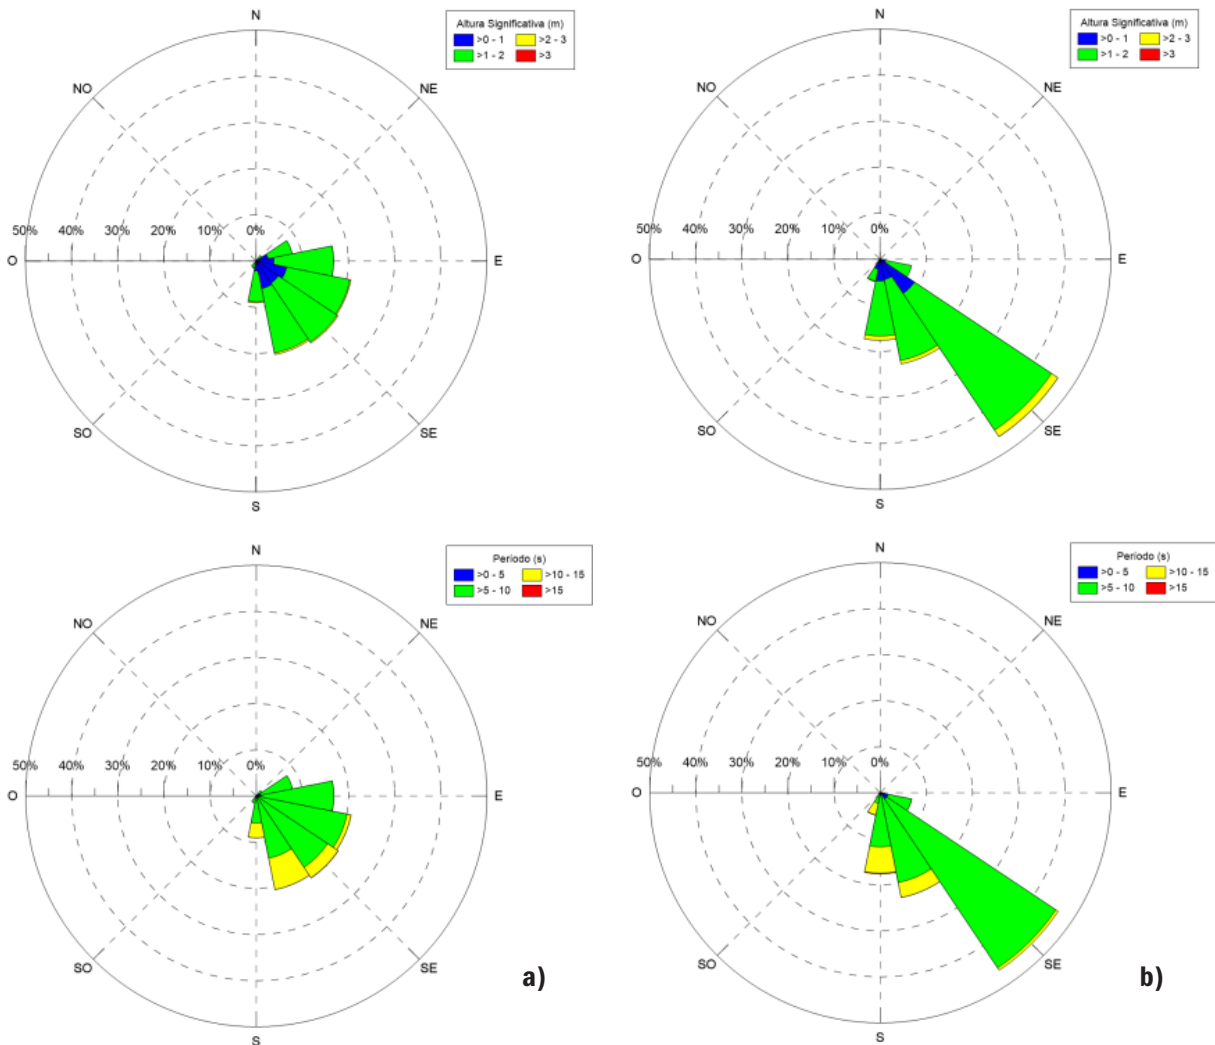 N
Altura Significativa (m)
>0 - 1 >2 - 3
>1 - 2 >3
NO NE
50% 40% 30% 20% 10% 0%
O E
SO SE
S
N
Altura Significativa (m)
>0 - 1 >2 - 3
>1 - 2 >3
NO NE
50% 40% 30% 20% 10% 0%
O E
SO SE
S
N
Período (s)
>0 - 5 >10 - 15
>5 - 10 >15
NO NE
50% 40% 30% 20% 10% 0%
O E
SO SE
a)
S
N
Período (s)
>0 - 5 >10 - 15
>5 - 10 >15
NO NE
50% 40% 30% 20% 10% 0%
O E
SO SE
b)
S